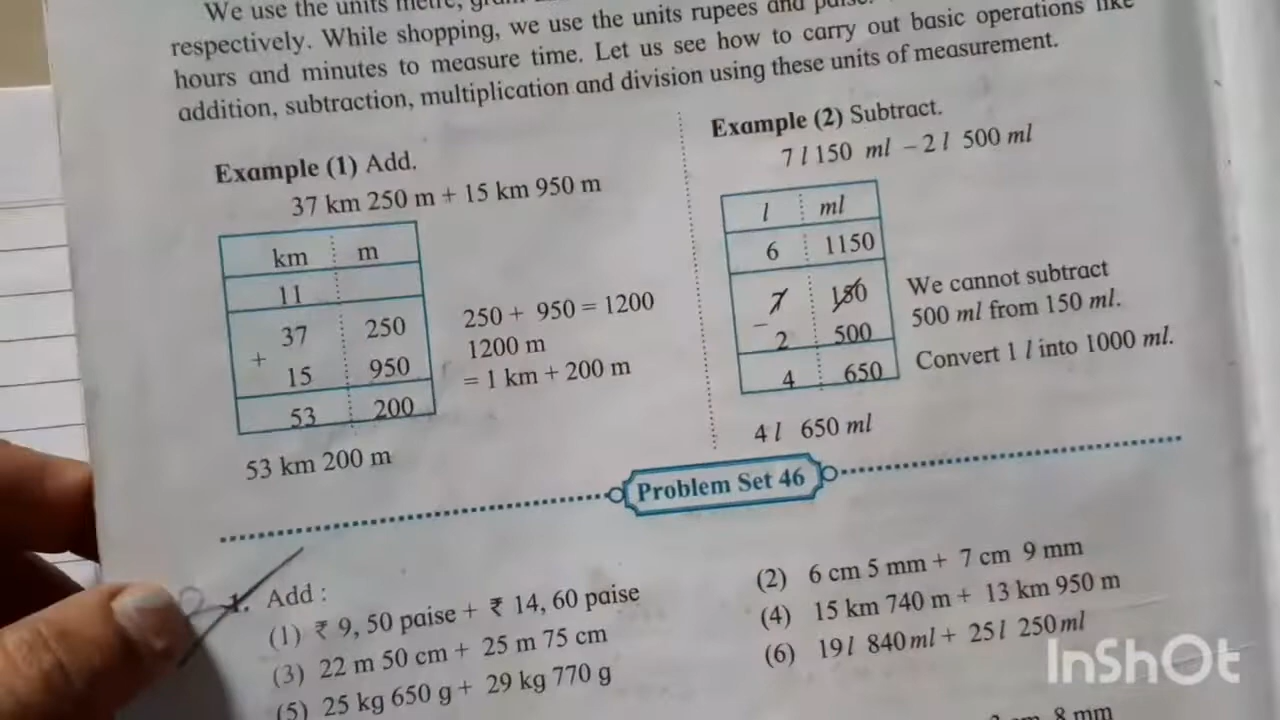 We use the units metre,
respectively. While shopping, we use the units rupees and
hours and minutes to measure time. Let us see how to carry out basic operations like
addition, subtraction, multiplication and division using these units of measurement.
Example (1) Add.
37 km 250 m + 15 km 950 m
km m
11
37 250
+
15 950
53 200
250 + 950 = 1200
1200 m
= 1 km + 200 m
53 km 200 m
Example (2) Subtract.
7 l 150 ml – 2 l 500 ml
l ml
6 1150
7 150
–
2 500
4 650
We cannot subtract
500 ml from 150 ml.
Convert 1 l into 1000 ml.
4 l 650 ml
Problem Set 46
1. Add :
(1) ₹ 9, 50 paise + ₹ 14, 60 paise
(2) 6 cm 5 mm + 7 cm 9 mm
(3) 22 m 50 cm + 25 m 75 cm
(4) 15 km 740 m + 13 km 950 m
(5) 25 kg 650 g + 29 kg 770 g
(6) 19 l 840 ml + 25 l 250 ml
8 mm
InShOt